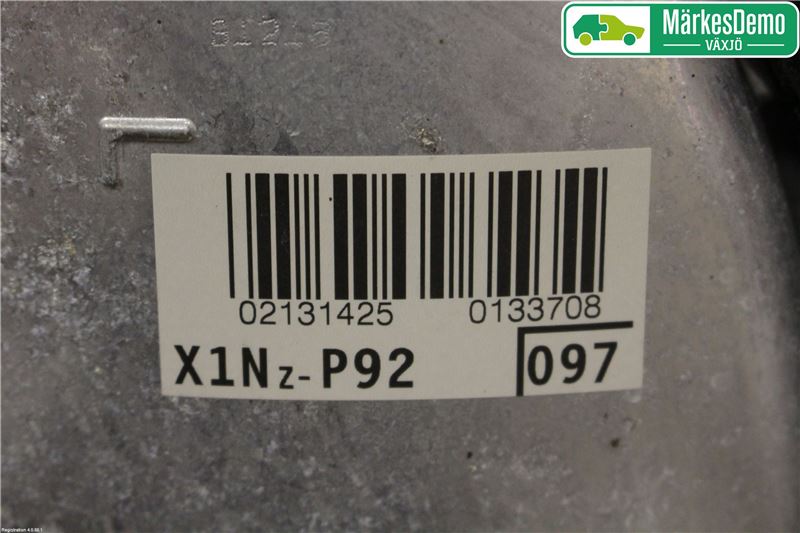 MärkesDemo
VÄXJÖ
02131425 0133708
X1Nz-P92 097